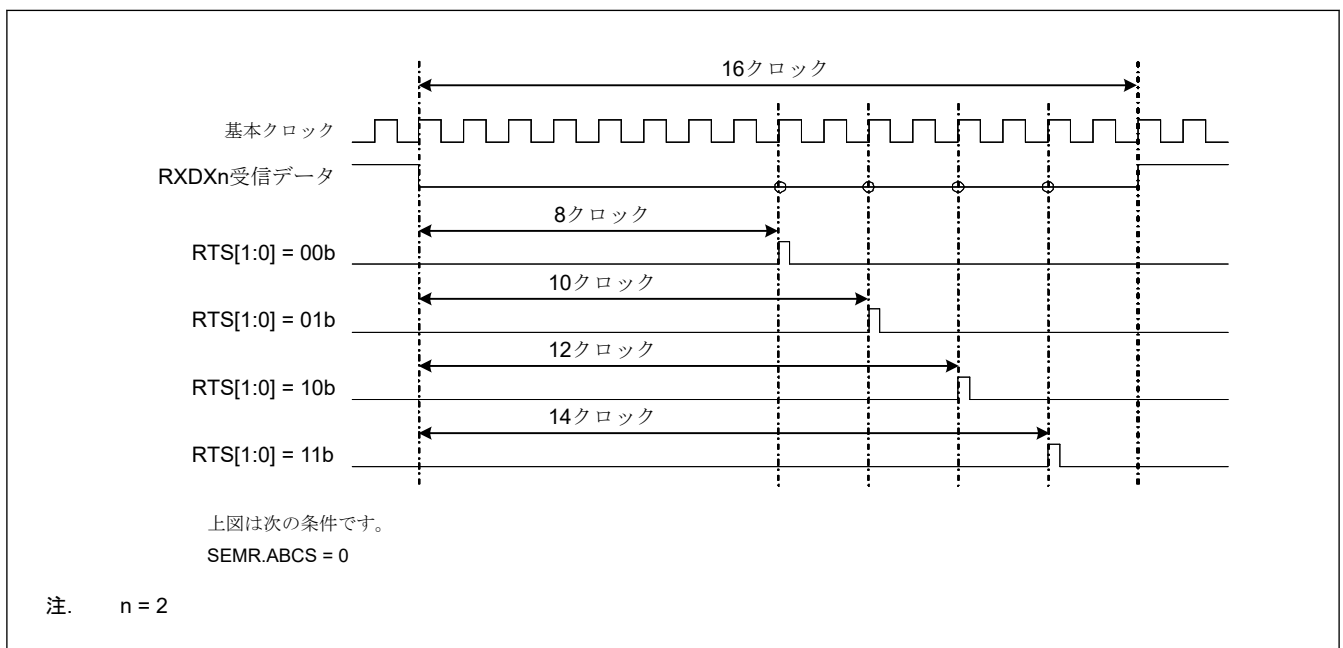 16クロック
基本クロック
RXDXn受信データ
8クロック
RTS[1:0] = 00b
10クロック
RTS[1:0] = 01b
12クロック
RTS[1:0] = 10b
14クロック
RTS[1:0] = 11b
上図は次の条件です。
SEMR.ABCS = 0
注. n = 2